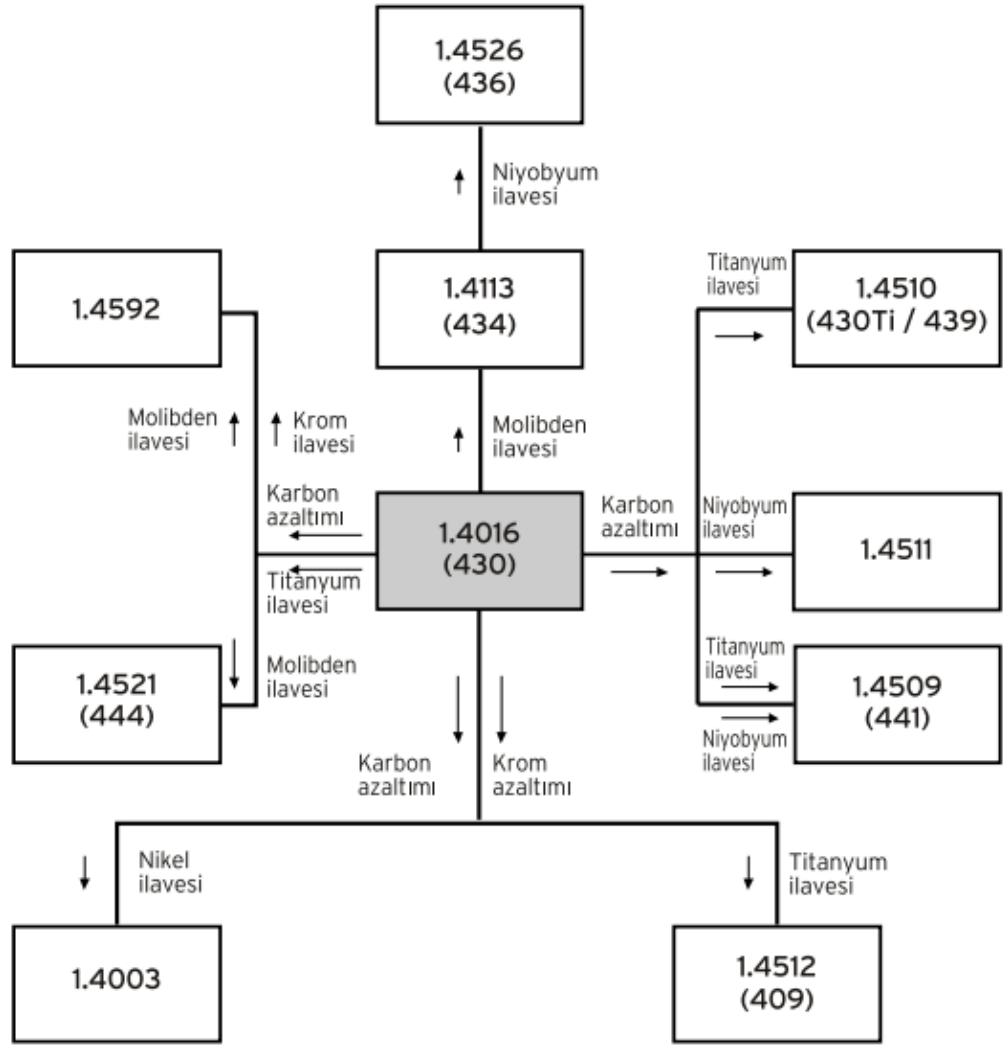 1.4526
(436)
Niyobyum
ilavesi
1.4592
1.4113
(434)
Titanyum
ilavesi
1.4510
(430Ti / 439)
Molibden
ilavesi
Krom
ilavesi
Molibden
ilavesi
Karbon
azaltımı
1.4016
(430)
Karbon
azaltımı
Niyobyum
ilavesi
1.4511
Titanyum
ilavesi
1.4521
(444)
Molibden
ilavesi
Titanyum
ilavesi
1.4509
(441)
Niyobyum
ilavesi
Karbon
azaltımı
Krom
azaltımı
Nikel
ilavesi
Titanyum
ilavesi
1.4003
1.4512
(409)